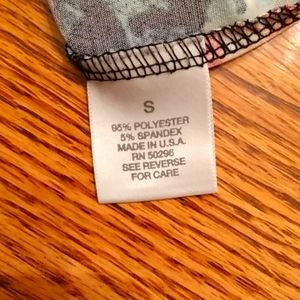 S
95% POLYESTER
5% SPANDEX
MADE IN U.S.A.
RN 50296
SEE REVERSE
FOR CARE